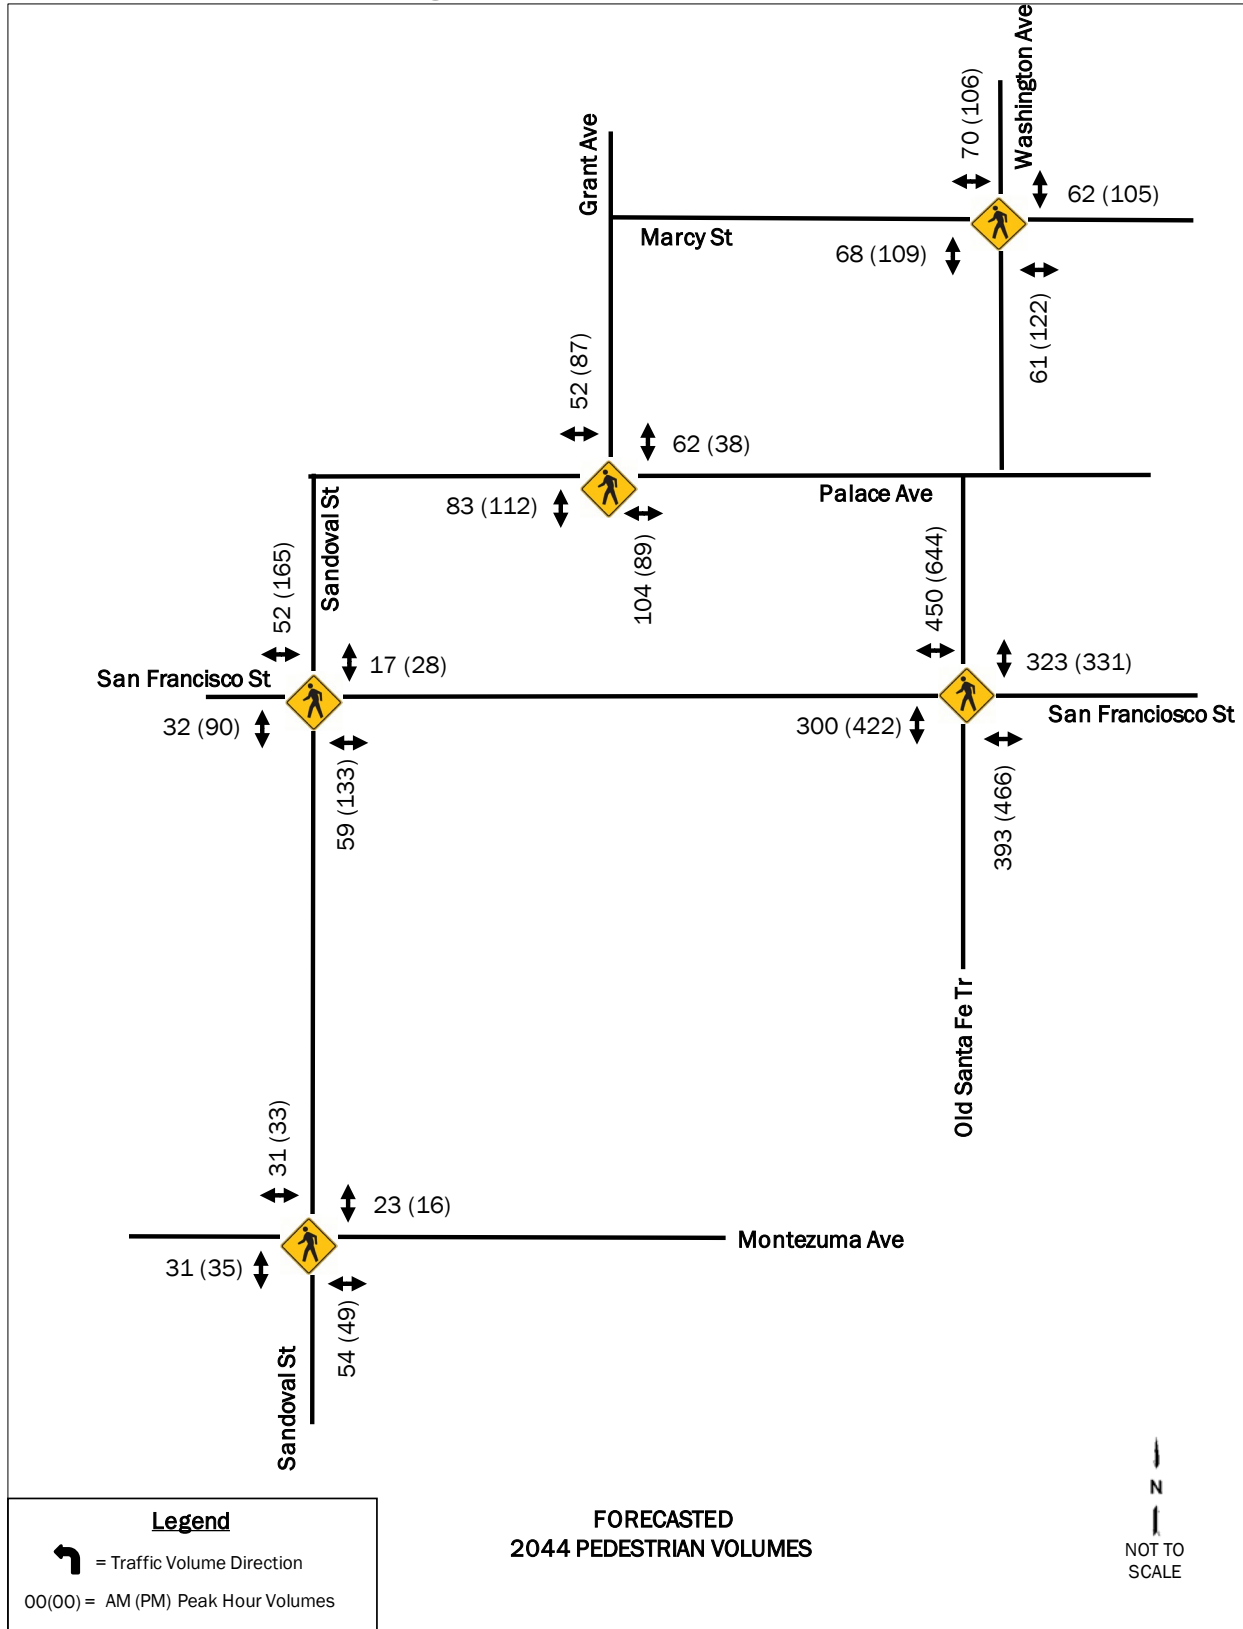 Washington Ave
70 (106)
Grant Ave
62 (105)
Marcy St
68 (109)
61 (122)
52 (87)
62 (38)
Palace Ave
83 (112)
104 (89)
Sandoval St
52 (165)
450 (644)
17 (28)
323 (331)
San Francisco St
San Franciosco St
32 (90)
300 (422)
59 (133)
393 (466)
Old Santa Fe Tr
31 (33)
23 (16)
Montezuma Ave
31 (35)
54 (49)
Sandoval St
Legend
= Traffic Volume Direction
00(00) = AM (PM) Peak Hour Volumes
FORECASTED
2044 PEDESTRIAN VOLUMES
N
NOT TO
SCALE